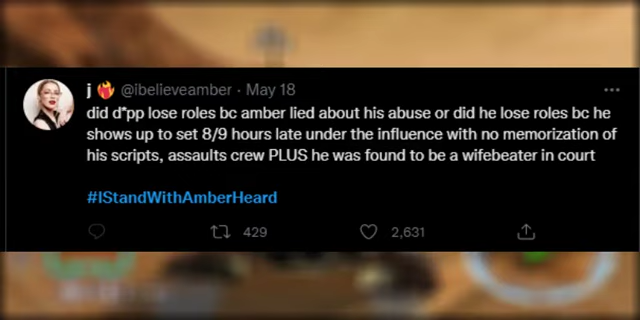 j ❤️‍🔥 @ibelieveamber · May 18
did d*pp lose roles bc amber lied about his abuse or did he lose roles bc he
shows up to set 8/9 hours late under the influence with no memorization of
his scripts, assaults crew PLUS he was found to be a wifebeater in court
#IStandWithAmberHeard
429 2,631